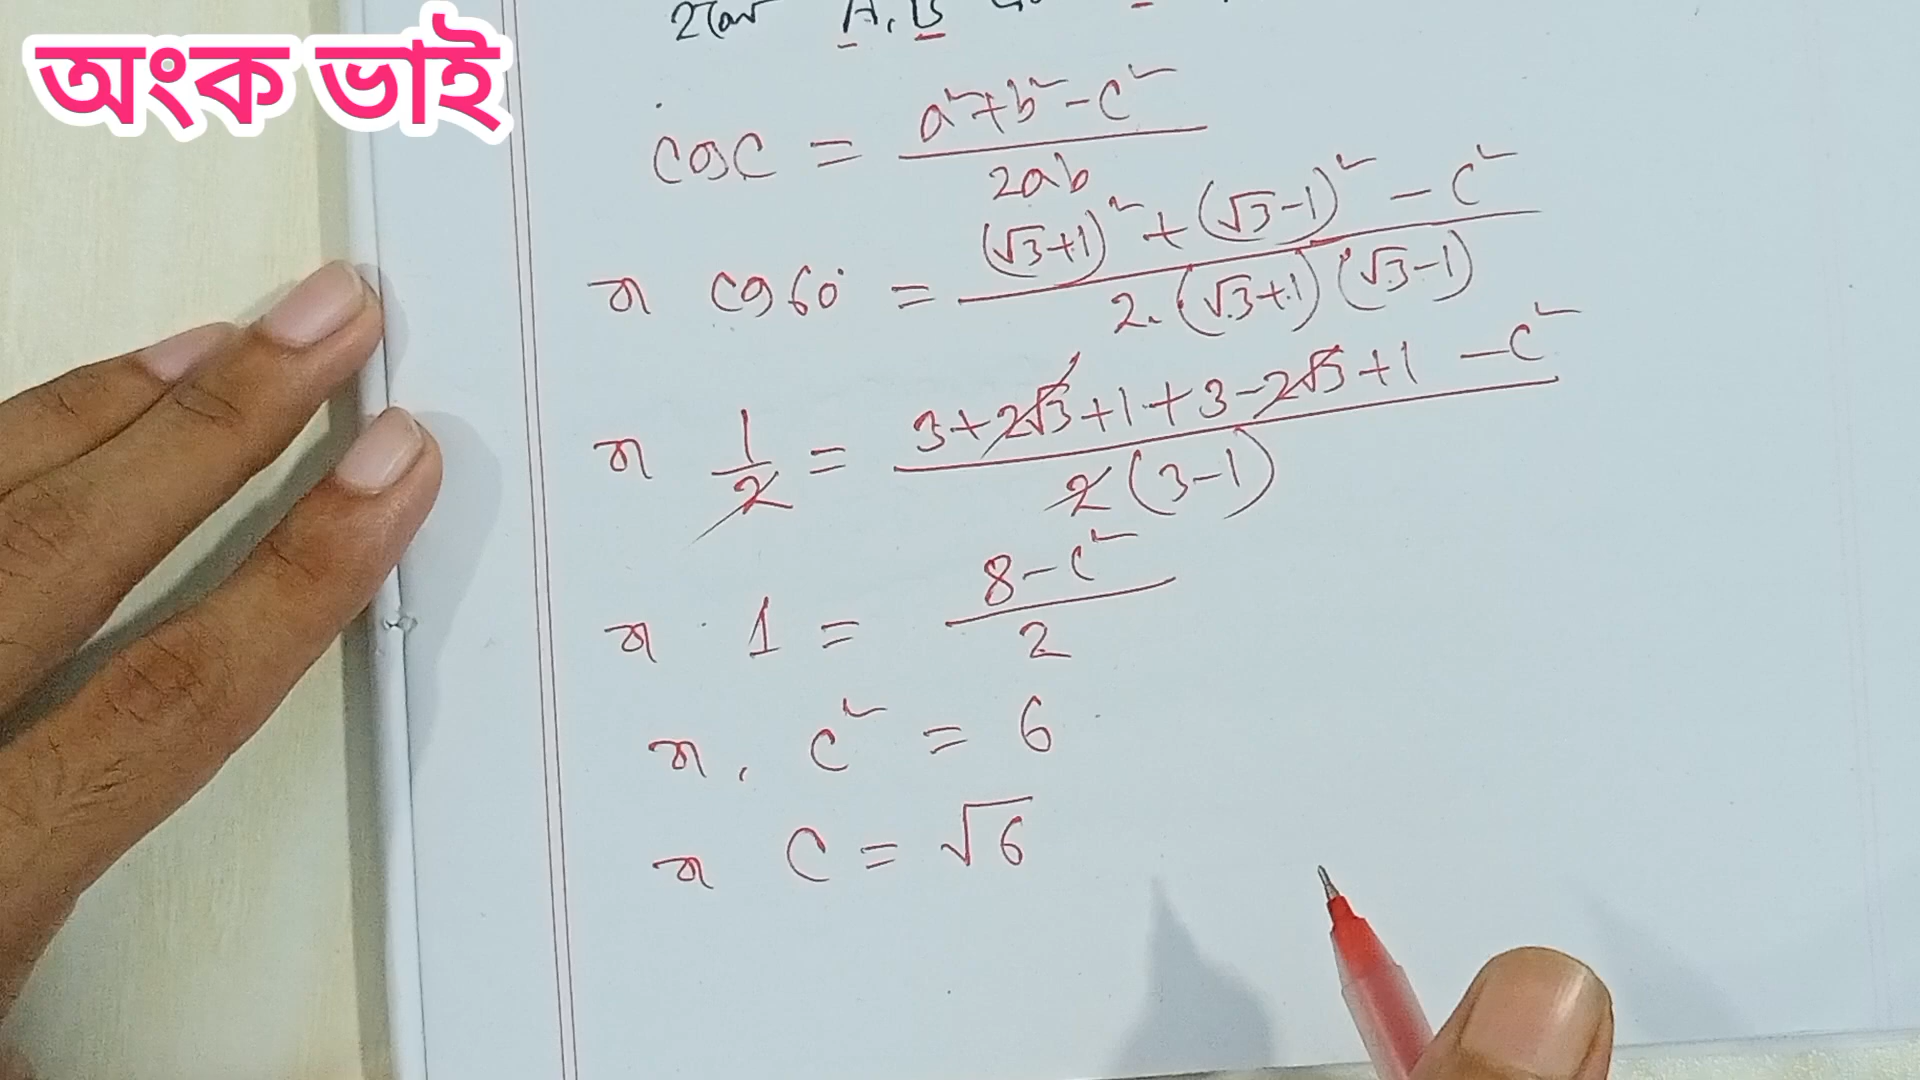 অংক ভাই
হলে A, B
cosC = (a²+b²-c²)/(2ab)
বা cos60° = ((√3+1)²+(√3-1)²-c²)/(2.(√3+1)(√3-1))
বা 1/2 = (3+2√3+1+3-2√3+1-c²)/(2(3-1))
বা 1 = (8-c²)/2
বা, c² = 6
বা c = √6